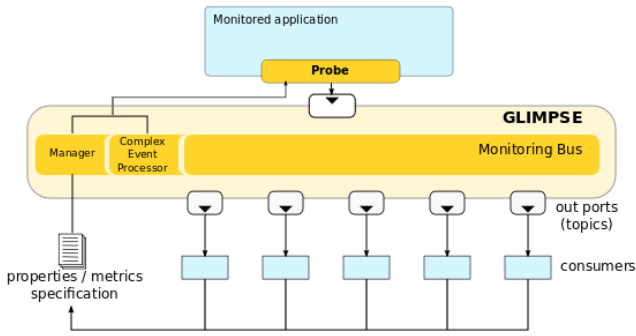 Monitored application
Probe
GLIMPSE
Manager
Complex
Event
Processor
Monitoring Bus
out ports
(topics)
properties / metrics
specification
consumers